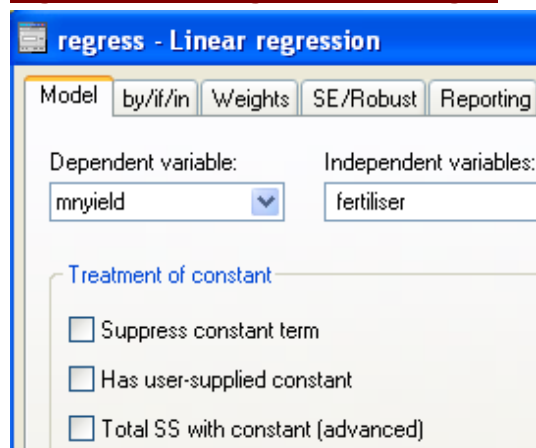 regress - Linear regression
Model by/if/in Weights SE/Robust Reporting
Dependent variable: Independent variables:
mnyield fertiliser
Treatment of constant
Suppress constant term
Has user-supplied constant
Total SS with constant (advanced)